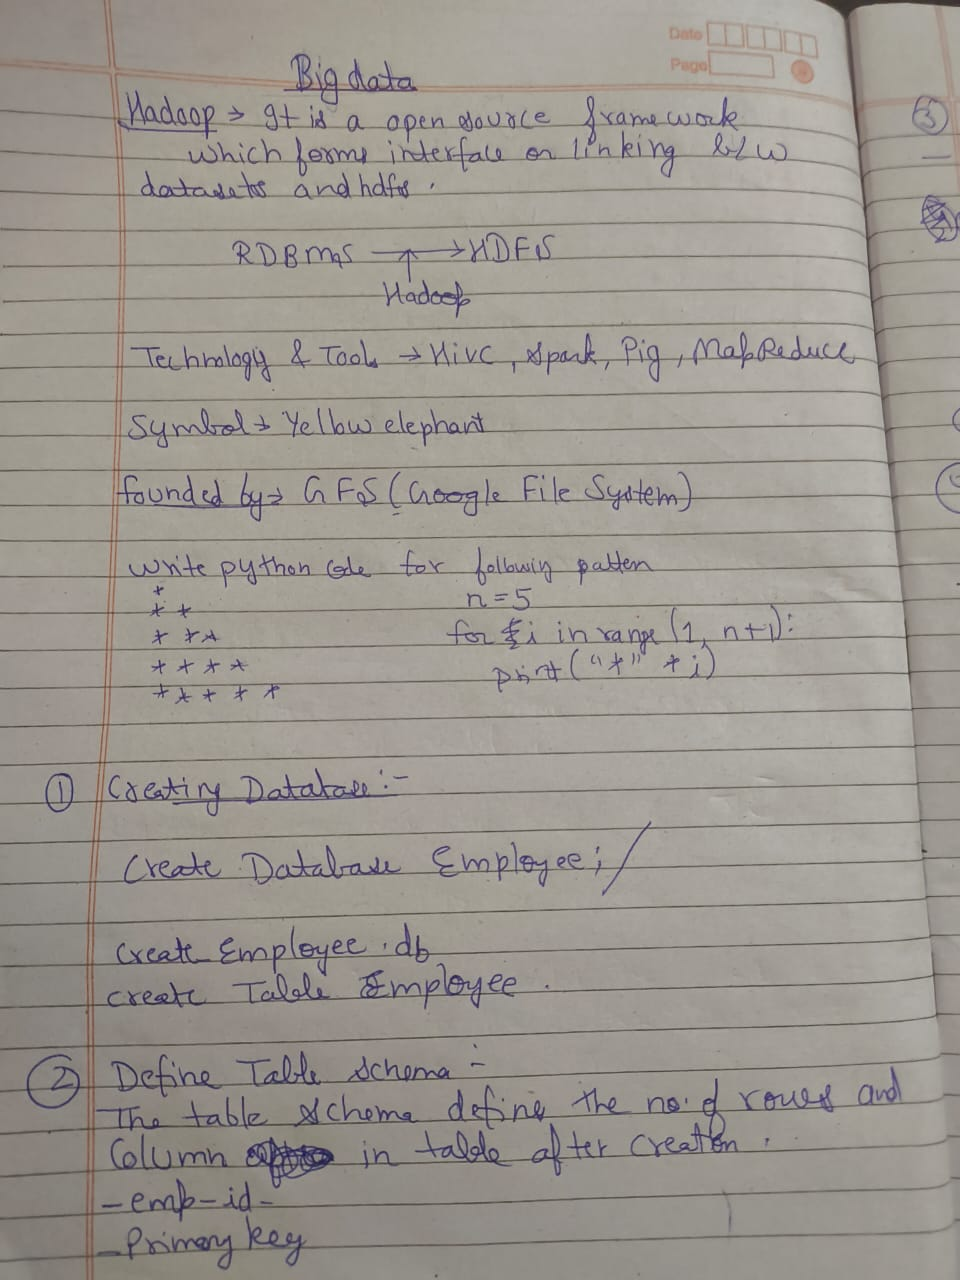 Date
Page
Big data
Hadoop → It is a open source framework
which forms interface or linking b/w
datasets and hdfs.
RDBMS → HDFS
↑
Hadoop
Technology & Tools → Hive, Spark, Pig, MapReduce
Symbol → Yellow elephant
founded by → GFS (Google File System)
write python code for following pattern
*
* *
* * *
* * * *
* * * * *
n=5
for i in range (1, n+1):
print ("*" * i)
① Creating Database :-
Create Database Employee; /
Create Employee.db
create Table Employee.
② Define Table Schema :-
The table schema define the no. of rows and
Column in table after creation.
- emp-id -
- Primary key
③